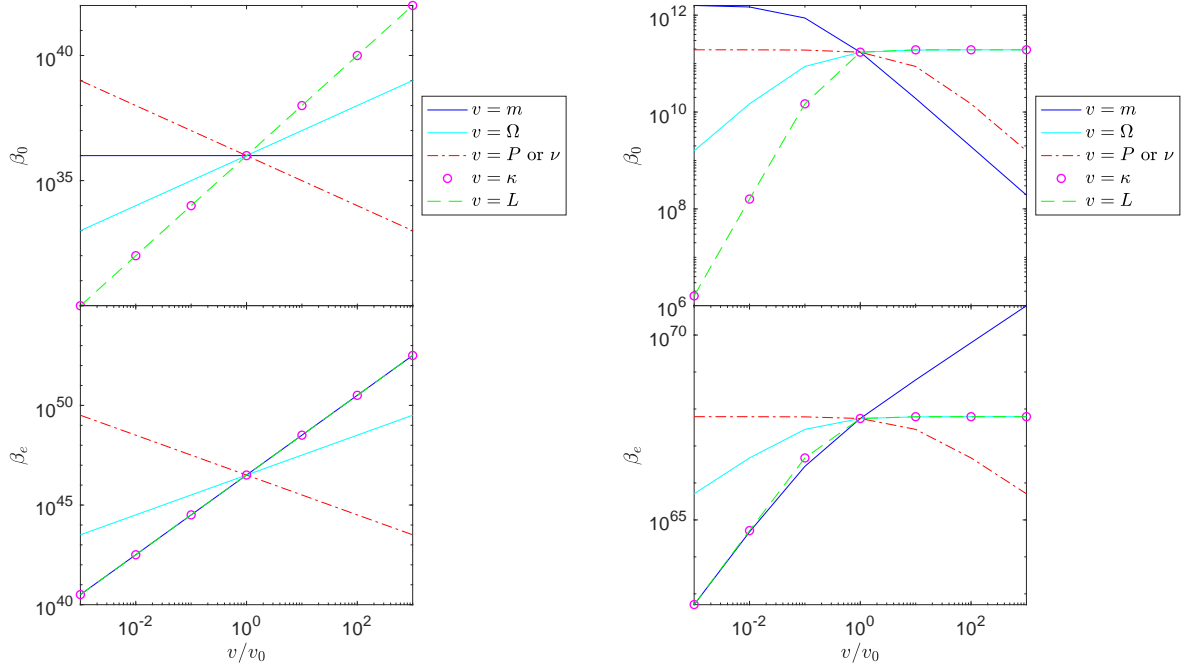 10^40
10^35
β_0
v = m
v = Ω
v = P or ν
v = κ
v = L
10^50
10^45
10^40
β_e
10^-2
10^0
10^2
v/v_0
10^12
10^10
10^8
10^6
β_0
v = m
v = Ω
v = P or ν
v = κ
v = L
10^70
10^65
β_e
10^-2
10^0
10^2
v/v_0